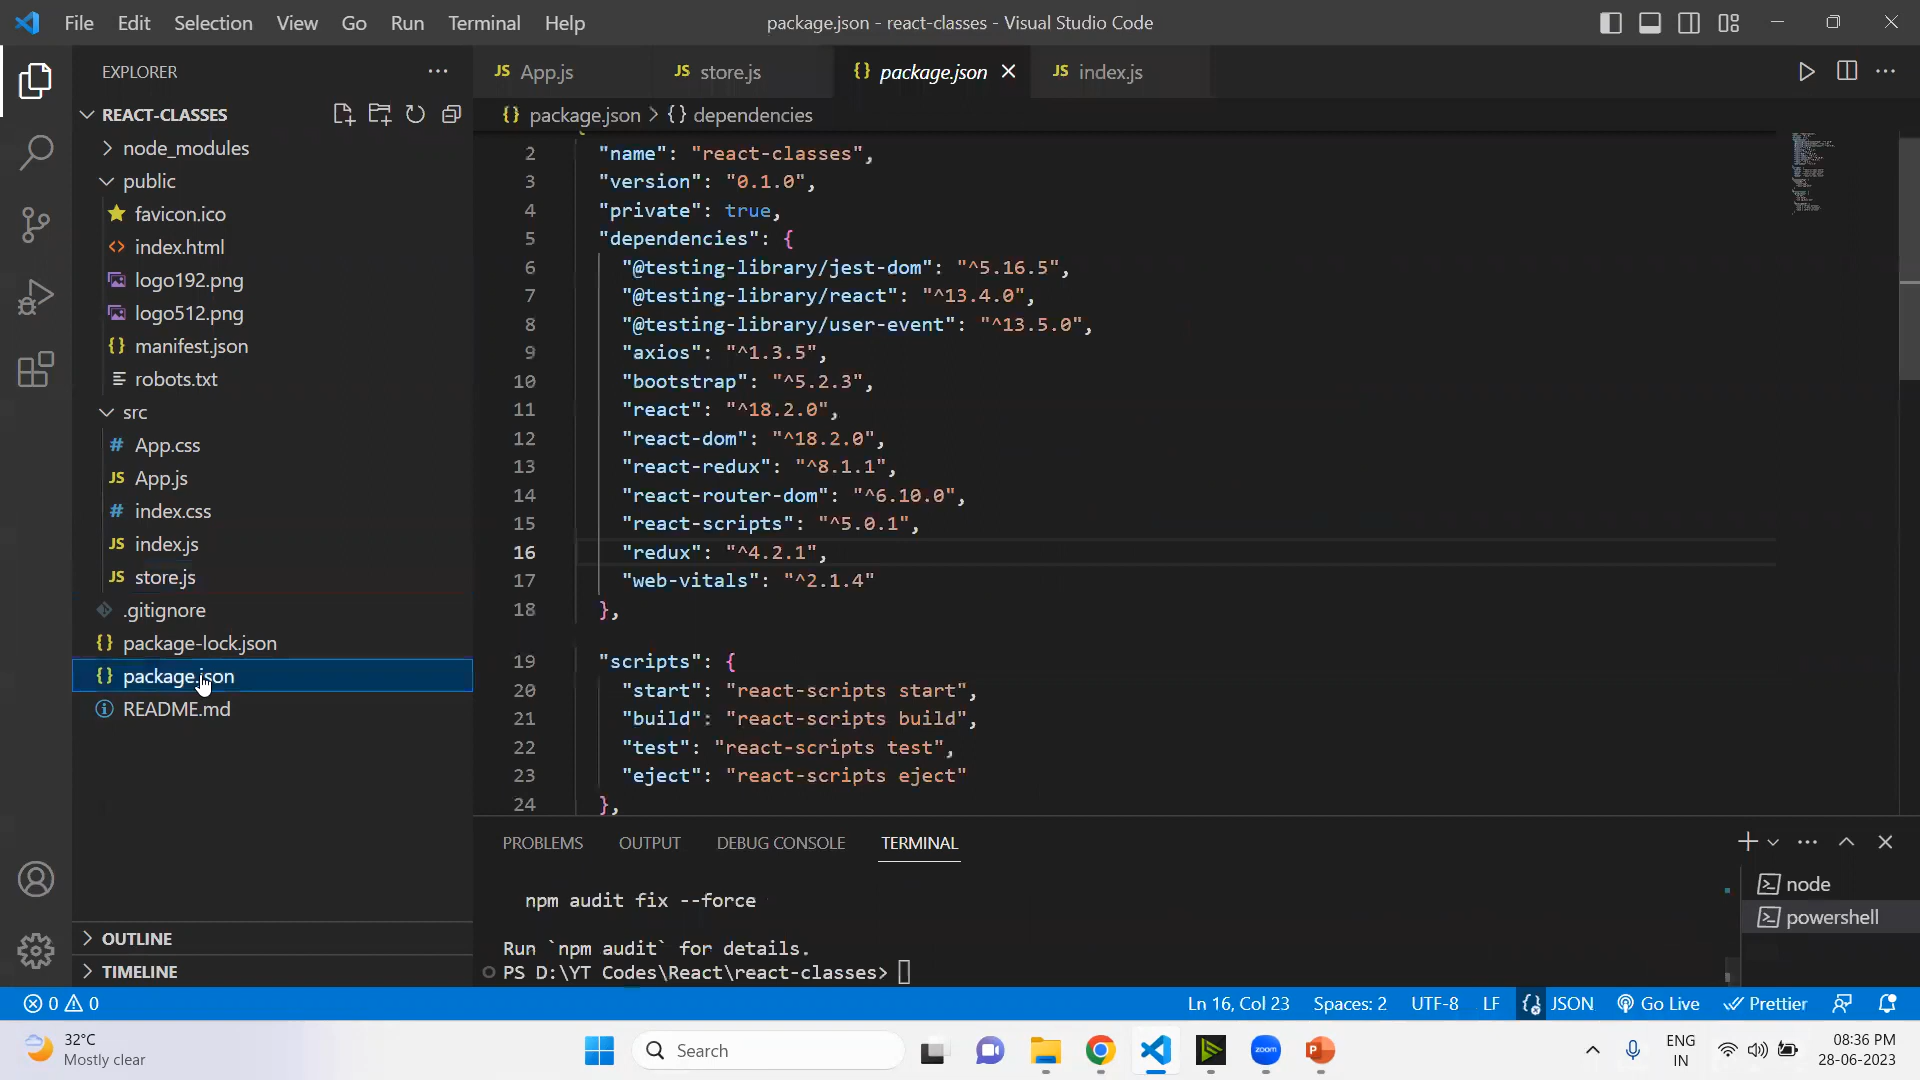 File Edit Selection View Go Run Terminal Help
package.json - react-classes - Visual Studio Code
EXPLORER
REACT-CLASSES
node_modules
public
favicon.ico
index.html
logo192.png
logo512.png
manifest.json
robots.txt
src
App.css
App.js
index.css
index.js
store.js
.gitignore
package-lock.json
package.json
README.md
OUTLINE
TIMELINE
JS App.js JS store.js {} package.json JS index.js
{} package.json > {} dependencies
2 "name": "react-classes",
3 "version": "0.1.0",
4 "private": true,
5 "dependencies": {
6 "@testing-library/jest-dom": "^5.16.5",
7 "@testing-library/react": "^13.4.0",
8 "@testing-library/user-event": "^13.5.0",
9 "axios": "^1.3.5",
10 "bootstrap": "^5.2.3",
11 "react": "^18.2.0",
12 "react-dom": "^18.2.0",
13 "react-redux": "^8.1.1",
14 "react-router-dom": "^6.10.0",
15 "react-scripts": "^5.0.1",
16 "redux": "^4.2.1",
17 "web-vitals": "^2.1.4"
18 },
19 "scripts": {
20 "start": "react-scripts start",
21 "build": "react-scripts build",
22 "test": "react-scripts test",
23 "eject": "react-scripts eject"
24 },
PROBLEMS OUTPUT DEBUG CONSOLE TERMINAL
npm audit fix --force
Run `npm audit` for details.
PS D:\YT Codes\React\react-classes>
node
powershell
0 0
Ln 16, Col 23 Spaces: 2 UTF-8 LF JSON Go Live Prettier
32°C
Mostly clear
Search
zoom
ENG
IN
08:36 PM
28-06-2023